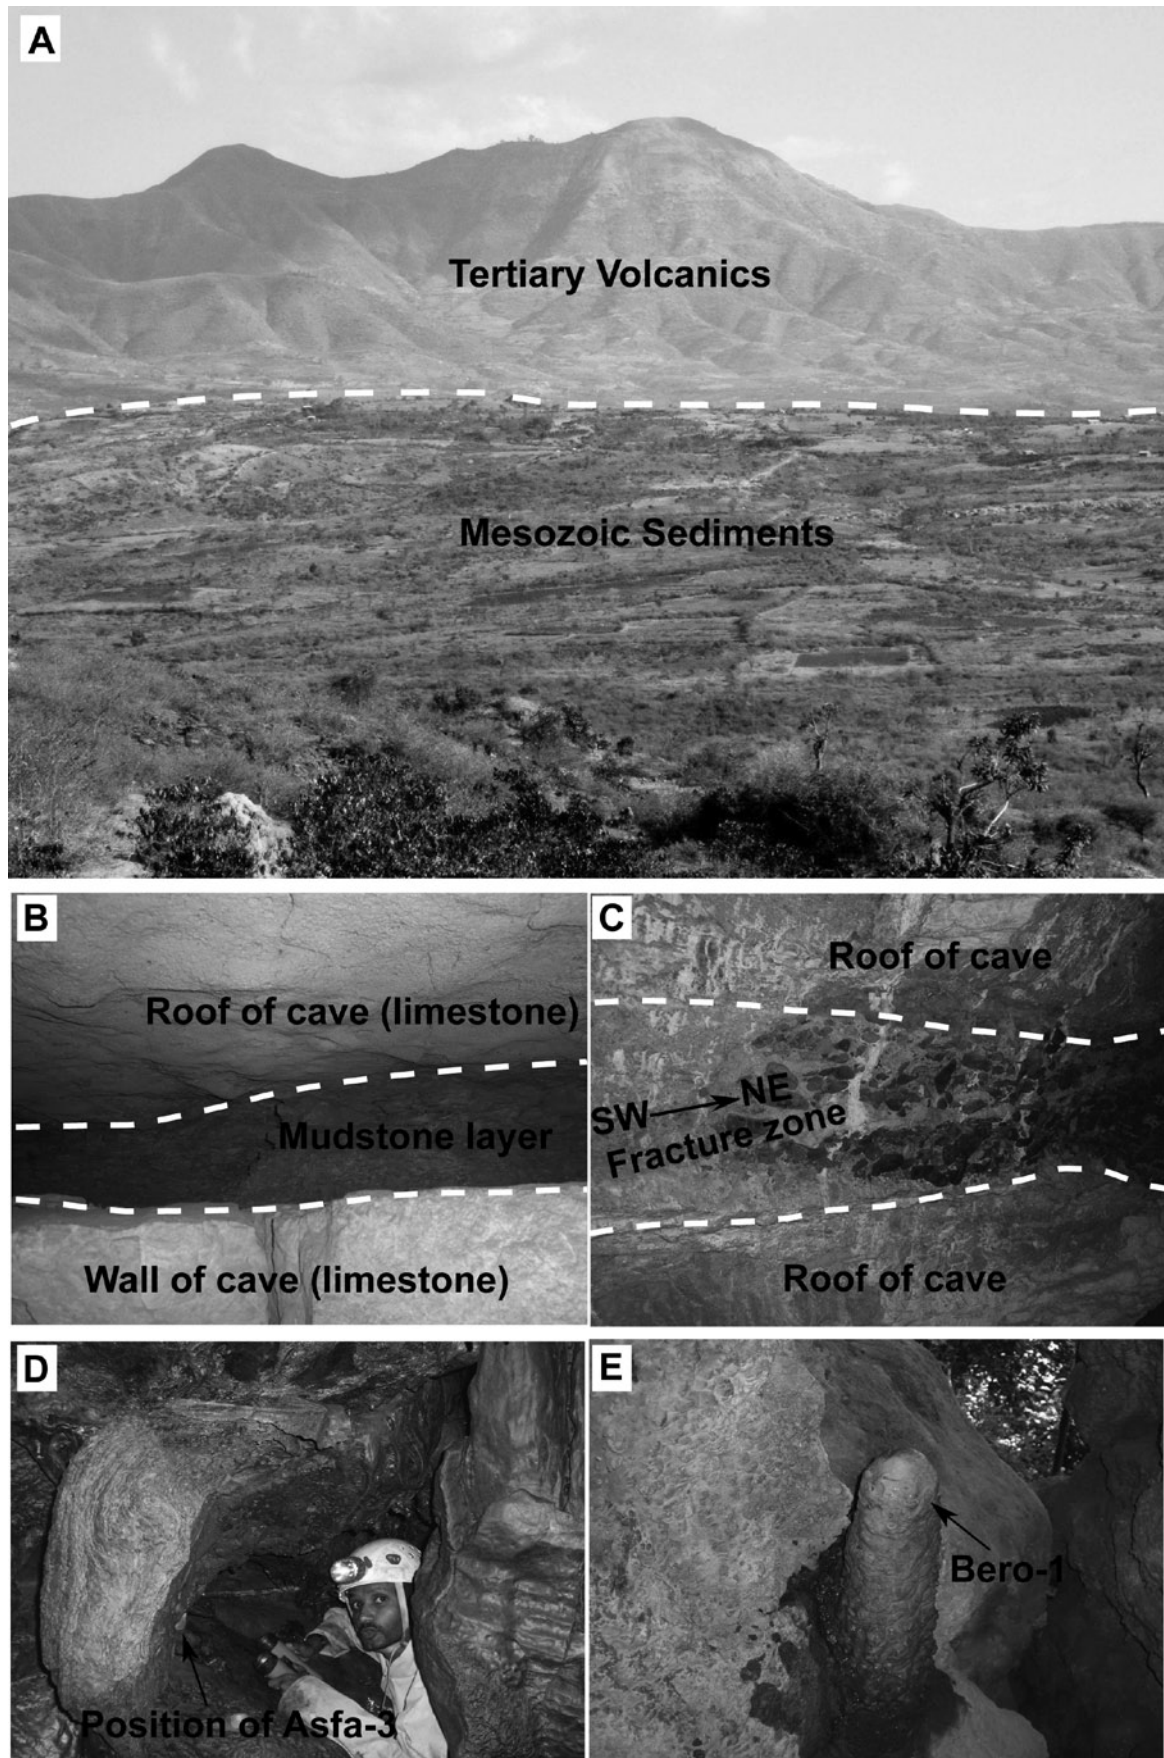 A
Tertiary Volcanics
Mesozoic Sediments
B
Roof of cave (limestone)
Mudstone layer
Wall of cave (limestone)
C
Roof of cave
SW NE
Fracture zone
Roof of cave
D
Position of Asfa-3
E
Bero-1